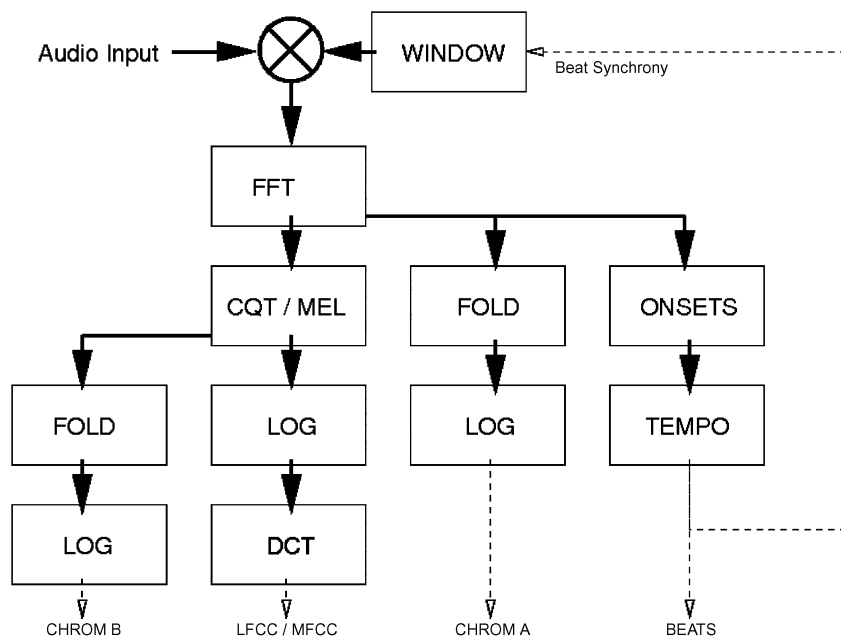 Audio Input
WINDOW
Beat Synchrony
FFT
CQT / MEL
FOLD
ONSETS
FOLD
LOG
LOG
TEMPO
LOG
DCT
CHROM B
LFCC / MFCC
CHROM A
BEATS